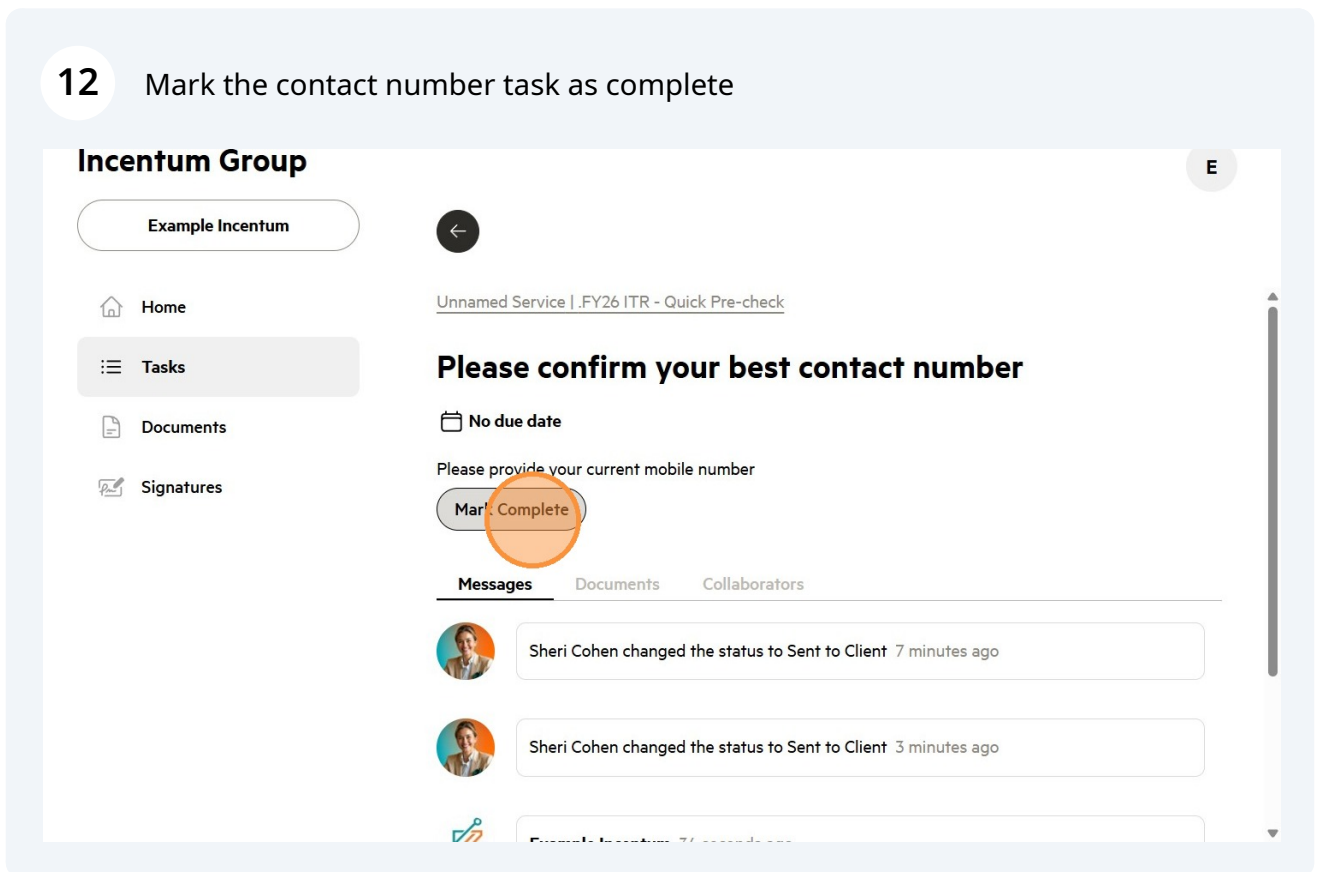 12 Mark the contact number task as complete
Incentum Group
E
Example Incentum
Home
Tasks
Documents
Signatures
Unnamed Service | .FY26 ITR - Quick Pre-check
Please confirm your best contact number
No due date
Please provide your current mobile number
Mark Complete
Messages Documents Collaborators
Sheri Cohen changed the status to Sent to Client 7 minutes ago
Sheri Cohen changed the status to Sent to Client 3 minutes ago
Example Incentum